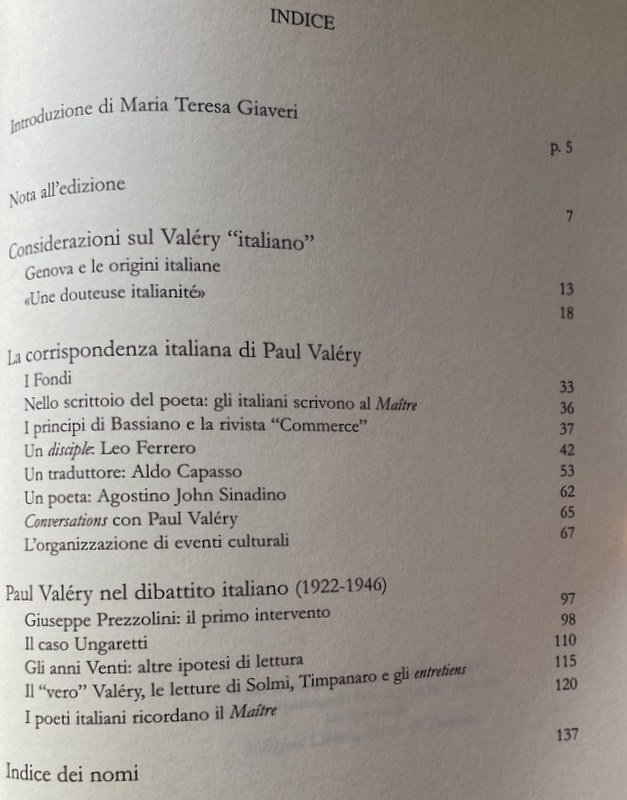 INDICE
Introduzione di Maria Teresa Giaveri p. 5
Nota all'edizione 7
Considerazioni sul Valéry “italiano”
Genova e le origini italiane 13
«Une douteuse italianité» 18
La corrispondenza italiana di Paul Valéry
I Fondi 33
Nello scrittoio del poeta: gli italiani scrivono al Maître 36
I principi di Bassiano e la rivista “Commerce” 37
Un disciple: Leo Ferrero 42
Un traduttore: Aldo Capasso 53
Un poeta: Agostino John Sinadino 62
Conversations con Paul Valéry 65
L'organizzazione di eventi culturali 67
Paul Valéry nel dibattito italiano (1922-1946)
Giuseppe Prezzolini: il primo intervento 97
Il caso Ungaretti 98
Gli anni Venti: altre ipotesi di lettura 110
Il “vero” Valéry, le letture di Solmi, Timpanaro e gli entretiens 115
I poeti italiani ricordano il Maître 120
Indice dei nomi 137